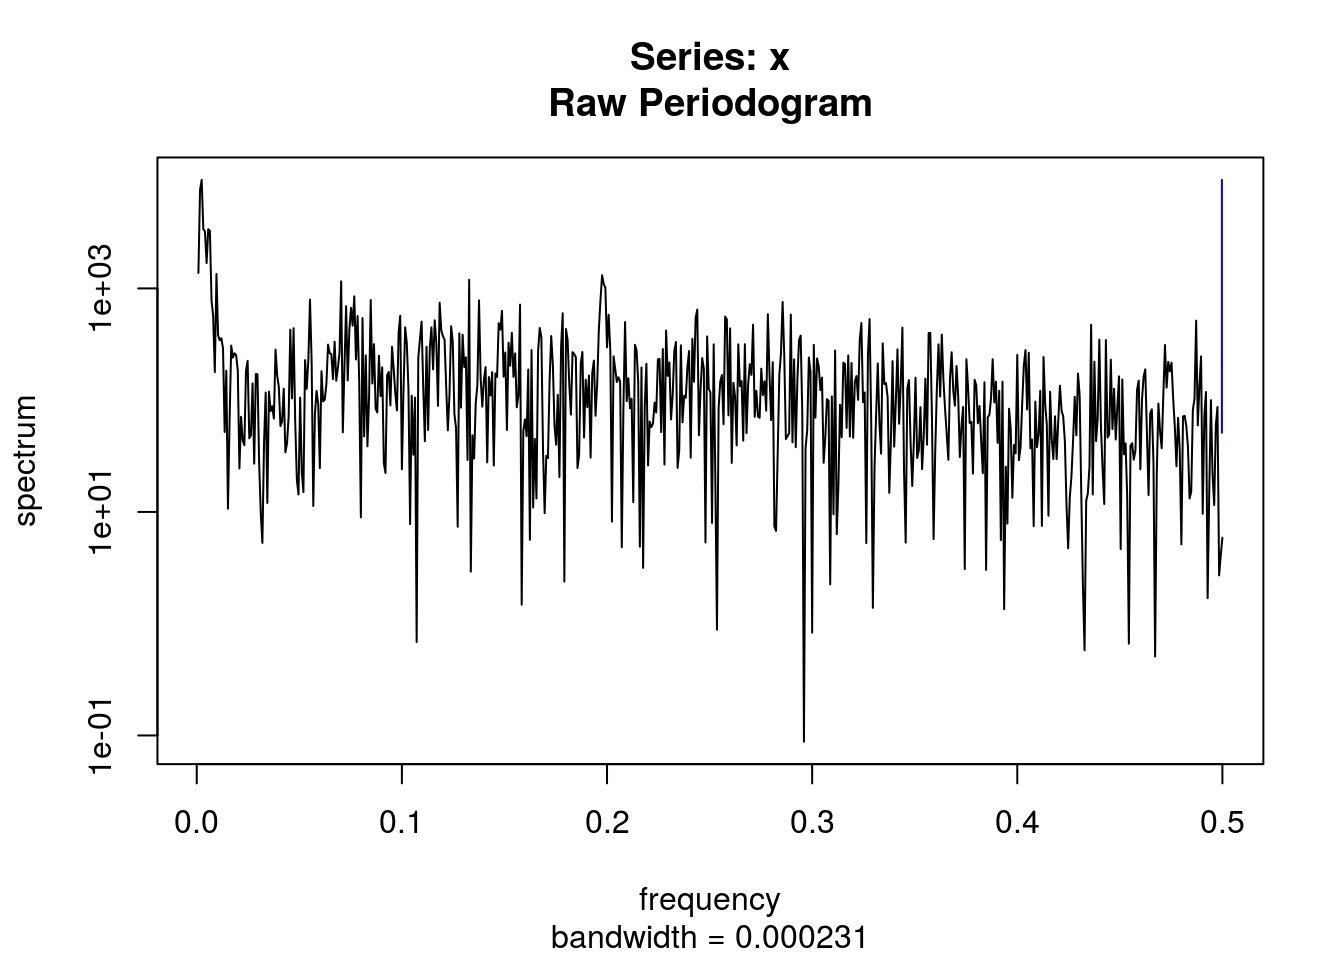 Series: x
Raw Periodogram
spectrum
1e+03
1e+01
1e-01
0.0 0.1 0.2 0.3 0.4 0.5
frequency
bandwidth = 0.000231